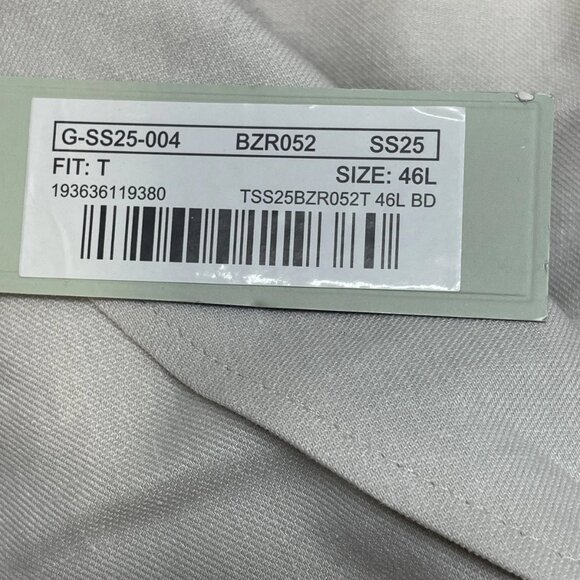 G-SS25-004 BZR052 SS25
FIT: T SIZE: 46L
193636119380 TSS25BZR052T 46L BD